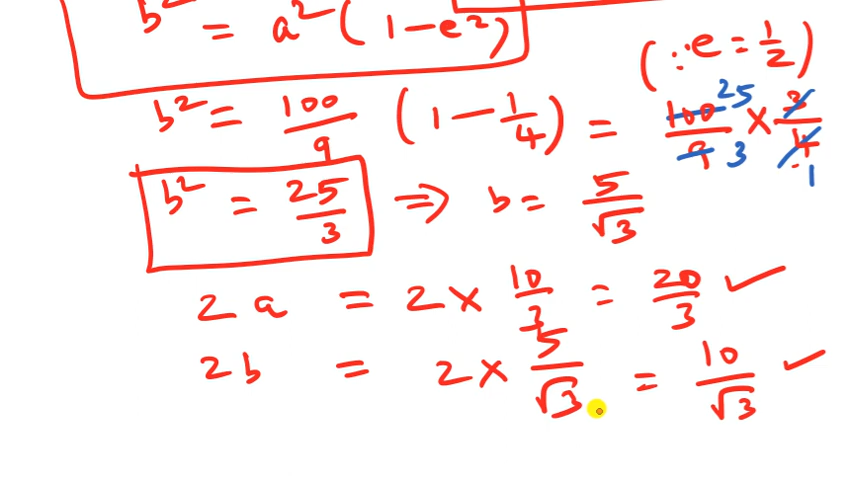 b² = a² (1 - e²)
(∵ e = 1/2)
b² = 100/9 (1 - 1/4) = 100/9 × 3/4 25 3 1
b² = 25/3 ⇒ b = 5/√3
2a = 2 × 10/3 = 20/3 ✓
2b = 2 × 5/√3 = 10/√3 ✓